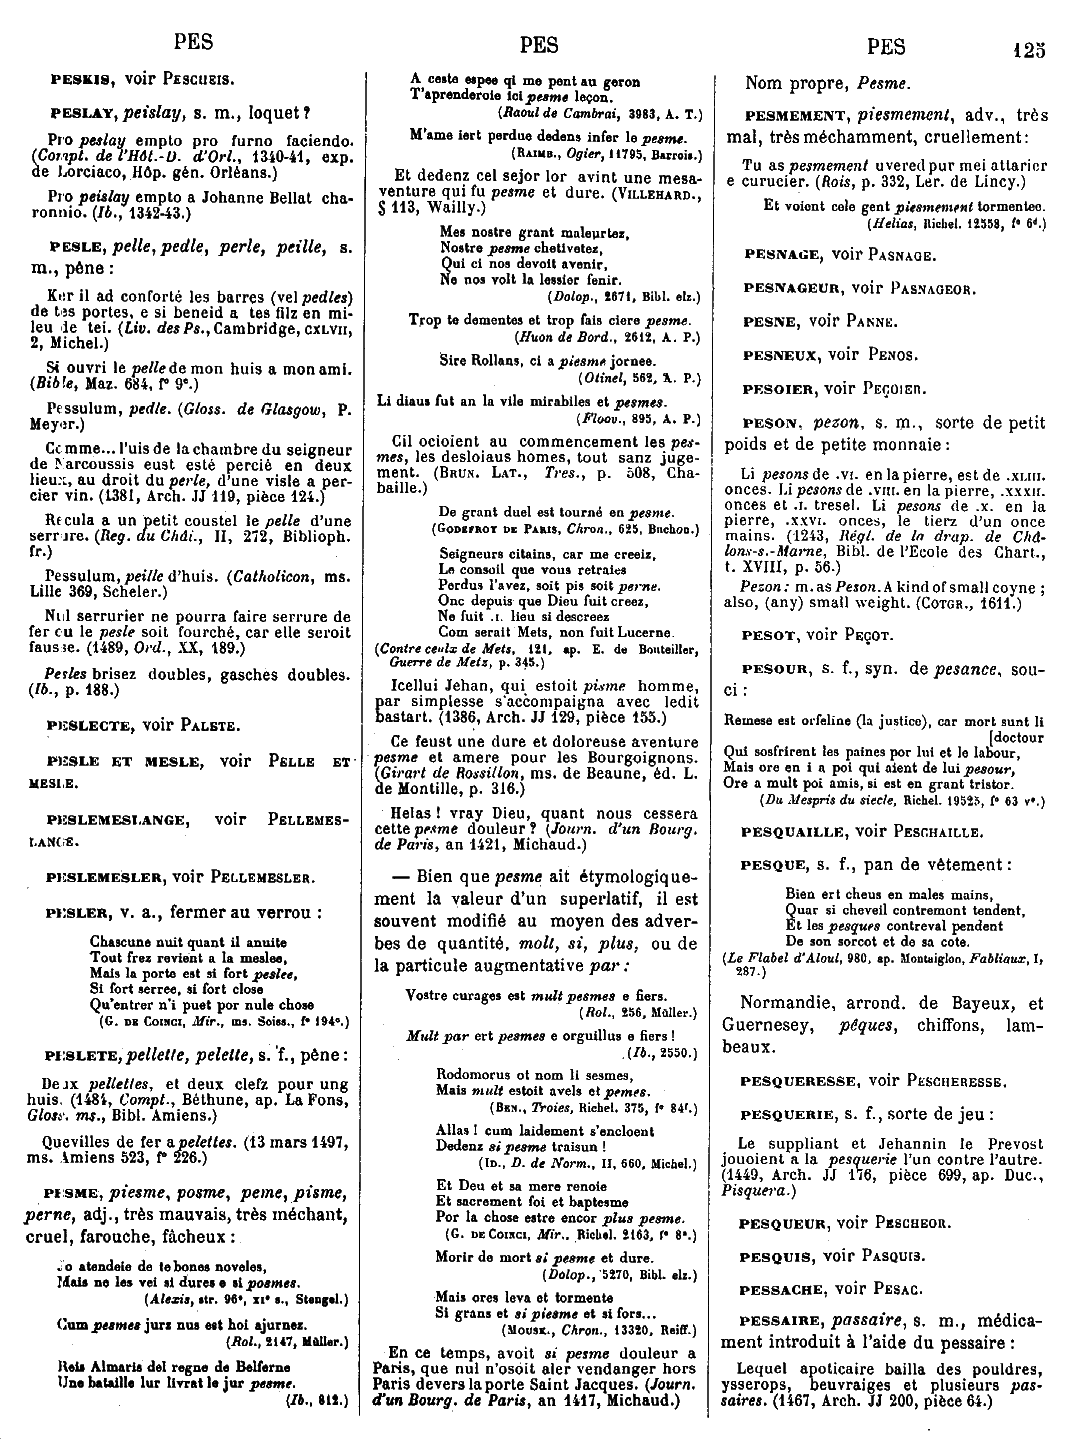 PES
PES
PES
125
PESKIS, voir PESCHEIS.
PESLAY, peislay, s. m., loquet ?
Pro peslay empto pro furno faciendo.
(Compt. de l'Hôt.-D. d'Orl., 1340-41, exp.
de Lorciaco, Hôp. gén. Orléans.)
Pro peislay empto a Johanne Bellat cha-
ronnio. (Ib., 1342-43.)
PESLE, pelle, pedle, perle, peille, s.
m., pêne :
Ker il ad conforté les barres (vel pedles)
de tes portes, e si beneid a tes filz en mi-
leu de tei. (Liv. des Ps., Cambridge, CXLVII,
2, Michel.)
Si ouvri le pelle de mon huis a mon ami.
(Bible, Maz. 684, f° 9c.)
Pessulum, pedle. (Gloss. de Glasgow, P.
Meyer.)
Comme... l'uis de la chambre du seigneur
de Marcoussis eust esté percié en deux
lieux, au droit du perle, d'une visle a per-
cier vin. (1381, Arch. JJ 119, pièce 124.)
Recula a un petit coustel le pelle d'une
serrure. (Reg. du Chât., II, 272, Biblioph.
fr.)
Pessulum, peille d'huis. (Catholicon, ms.
Lille 369, Scheler.)
Nul serrurier ne pourra faire serrure de
fer ou le pesle soit fourché, car elle seroit
fausse. (1489, Ord., XX, 189.)
Pesles brisez doubles, gasches doubles.
(Ib., p. 188.)
PESLECTE, voir PALETE.
PESLE ET MESLE, voir PELLE ET
MESLE.
PESLEMESLANGE, voir PELLEMES-
LANCE.
PESLEMESLER, voir PELLEMESLER.
PESLER, v. a., fermer au verrou :
Chascune nuit quant il anuite
Tout frez revient a la meslee,
Mais la porte est si fort peslee,
Si fort serree, si fort close
Qu'entrer n'i puet por nule chose
(G. DE COINCI, Mir., ms. Soiss., f° 194c.)
PESLETE, pellette, pelette, s. f., pêne :
Deux pellettes, et deux clefz pour ung
huis. (1484, Compt., Béthune, ap. La Fons,
Gloss. ms., Bibl. Amiens.)
Quevilles de fer a pelettes. (13 mars 1497,
ms. Amiens 523, f° 226.)
PESME, piesme, posme, peme, pisme,
perne, adj., très mauvais, très méchant,
cruel, farouche, fâcheux :
Jo atendeie de te bones noveles,
Mais ne les vei si dures e si posmes.
(Alexis, str. 96e, XIe s., Stengel.)
Cum pesmes jurz nus est hoi ajurnez.
(Rol., 2147, Müller.)
Reis Almaris del regne de Belferne
Une bataille lur livrat le jur pesme.
(Ib., 812.)
A ceste espee qi me pent au geron
T'aprenderoie ici pesme leçon.
(Raoul de Cambrai, 3983, A. T.)
M'ame iert perdue dedens infer le pesme.
(RAIMB., Ogier, 11795, Barrois.)
Et dedenz cel sejor lor avint une mesa-
venture qui fu pesme et dure. (VILLEHARD.,
§ 113, Wailly.)
Mes nostre grant maleurtez,
Nostre pesme chetivetez,
Qui ci nos devoit avenir,
Ne nos volt la lessier fenir.
(Dolop., 2671, Bibl. elz.)
Trop te dementes et trop fais ciere pesme.
(Huon de Bord., 2612, A. P.)
Sire Rollans, ci a piesme jornee.
(Otinel, 562, A. P.)
Li diaus fut an la vile mirabiles et pesmes.
(Floov., 895, A. P.)
Cil ocioient au commencement les pes-
mes, les desloiaus homes, tout sanz juge-
ment. (BRUN. LAT., Tres., p. 508, Cha-
baille.)
De grant duel est tourné en pesme.
(GODEFROT DE PARIS, Chron., 625, Buchon.)
Seigneurs citains, car me creeiz,
Le conseil que vous retraies
Perdus l'avez, soit pis soit perne.
Onc depuis que Dieu fuit creez,
Ne fuit .I. lieu si descreez
Com serait Mets, non fuit Lucerne.
(Contre ceulx de Mets, 121, ap. E. de Bouteiller,
Guerre de Metz, p. 345.)
Icellui Jehan, qui estoit pisme homme,
par simplesse s'accompaigna avec ledit
bastart. (1386, Arch. JJ 129, pièce 155.)
Ce feust une dure et doloreuse aventure
pesme et amere pour les Bourgoignons.
(Girart de Rossillon, ms. de Beaune, éd. L.
de Montille, p. 316.)
Helas ! vray Dieu, quant nous cessera
cette pesme douleur ? (Journ. d'un Bourg.
de Paris, an 1421, Michaud.)
— Bien que pesme ait étymologique-
ment la valeur d'un superlatif, il est
souvent modifié au moyen des adver-
bes de quantité, molt, si, plus, ou de
la particule augmentative par :
Vostre curages est mult pesmes e fiers.
(Rol., 256, Müller.)
Mult par ert pesmes e orguillus e fiers !
(Ib., 2550.)
Rodomorus ot nom li sesmes,
Mais mult estoit avels et pemes.
(BEN., Troies, Richel. 375, f° 84f.)
Allas ! cum laidement s'encloent
Dedenz si pesme traisun !
(ID., D. de Norm., II, 660, Michel.)
Et Deu et sa mere renoie
Et sacrement foi et baptesme
Por la chose estre encor plus pesme.
(G. DE COINCI, Mir., Richel. 2163, f° 8a.)
Morir de mort si pesme et dure.
(Dolop., 5270, Bibl. elz.)
Mais ores leva et tormente
Si grans et si piesme et si fors...
(MOUSK., Chron., 13320, Reiff.)
En ce temps, avoit si pesme douleur a
Paris, que nul n'osoit aler vendanger hors
Paris devers la porte Saint Jacques. (Journ.
d'un Bourg. de Paris, an 1417, Michaud.)
Nom propre, Pesme.
PESMEMENT, piesmement, adv., très
mal, très méchamment, cruellement :
Tu as pesmement uvered pur mei attarier
e curucier. (Rois, p. 332, Ler. de Lincy.)
Et voiont cele gent piesmement tormentee.
(Helias, Richel. 12558, f° 6d.)
PESNAGE, voir PASNAGE.
PESNAGEUR, voir PASNAGEOR.
PESNE, voir PANNE.
PESNEUX, voir PENOS.
PESOIER, voir PEÇOIER.
PESON, pezon, s. m., sorte de petit
poids et de petite monnaie :
Li pesons de .VI. en la pierre, est de .XLIII.
onces. Li pesons de .VIII. en la pierre, .XXXII.
onces et .I. tresel. Li pesons de .X. en la
pierre, .XXVI. onces, le tierz d'un once
mains. (1243, Régl. de la drap. de Châ-
lons-s.-Marne, Bibl. de l'Ecole des Chart.,
t. XVIII, p. 56.)
Pezon : m. as Peson. A kind of small coyne ;
also, (any) small weight. (COTGR., 1611.)
PESOT, voir PEÇOT.
PESOUR, s. f., syn. de pesance, sou-
ci :
Remese est orfeline (la justice), car mort sunt li
[doctour
Qui sosfrirent les paines por lui et le labour,
Mais ore en i a poi qui aient de lui pesour,
Ore a mult poi amis, si est en grant tristor.
(Du Mespris du siecle, Richel. 19525, f° 63 v°.)
PESQUAILLE, voir PESCHAILLE.
PESQUE, s. f., pan de vêtement :
Bien ert cheus en males mains,
Quar si cheveil contremont tendent,
Et les pesques contreval pendent
De son sorcot et de sa cote.
(Le Flabel d'Aloul, 980, ap. Montaiglon, Fabliaux, I,
287.)
Normandie, arrond. de Bayeux, et
Guernesey, pêques, chiffons, lam-
beaux.
PESQUERESSE, voir PESCHERESSE.
PESQUERIE, s. f., sorte de jeu :
Le suppliant et Jehannin le Prevost
jouoient a la pesquerie l'un contre l'autre.
(1449, Arch. JJ 176, pièce 699, ap. Duc.,
Pisquera.)
PESQUEUR, voir PESCHEOR.
PESQUIS, voir PASQUIS.
PESSACHE, voir PESAC.
PESSAIRE, passaire, s. m., médica-
ment introduit à l'aide du pessaire :
Lequel apoticaire bailla des pouldres,
ysserops, beuvraiges et plusieurs pas-
saires. (1467, Arch. JJ 200, pièce 64.)